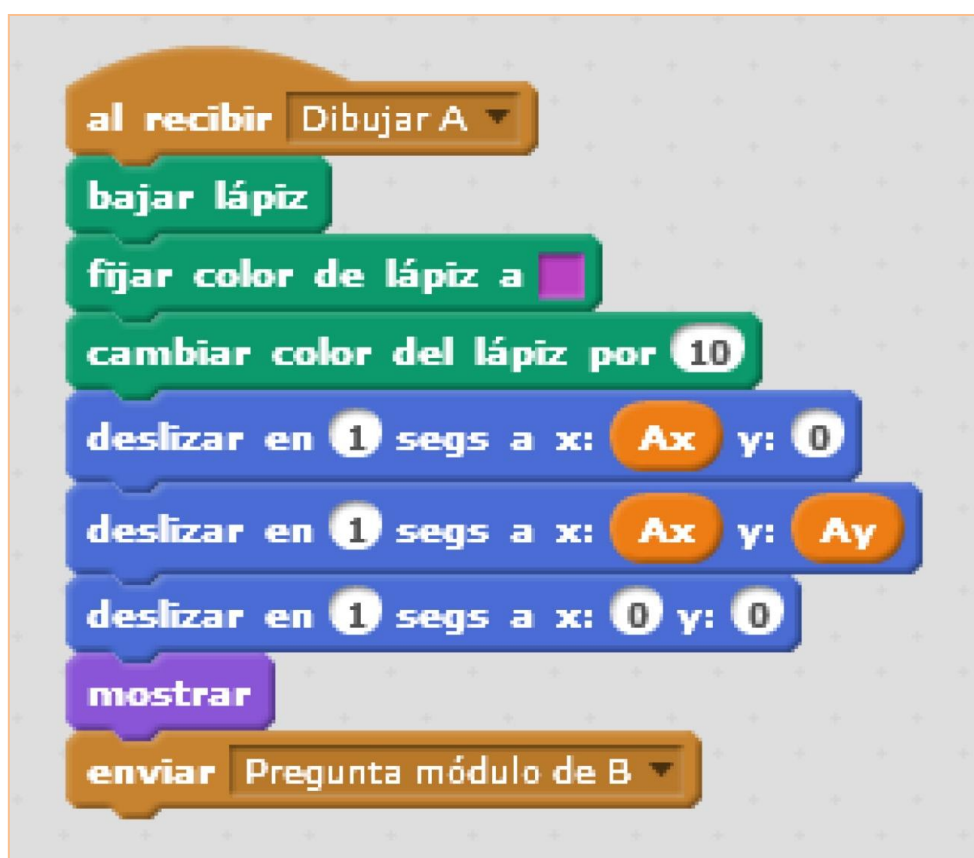 al recibir Dibujar A
bajar lápiz
fijar color de lápiz a
cambiar color del lápiz por 10
deslizar en 1 segs a x: Ax y: 0
deslizar en 1 segs a x: Ax y: Ay
deslizar en 1 segs a x: 0 y: 0
mostrar
enviar Pregunta módulo de B